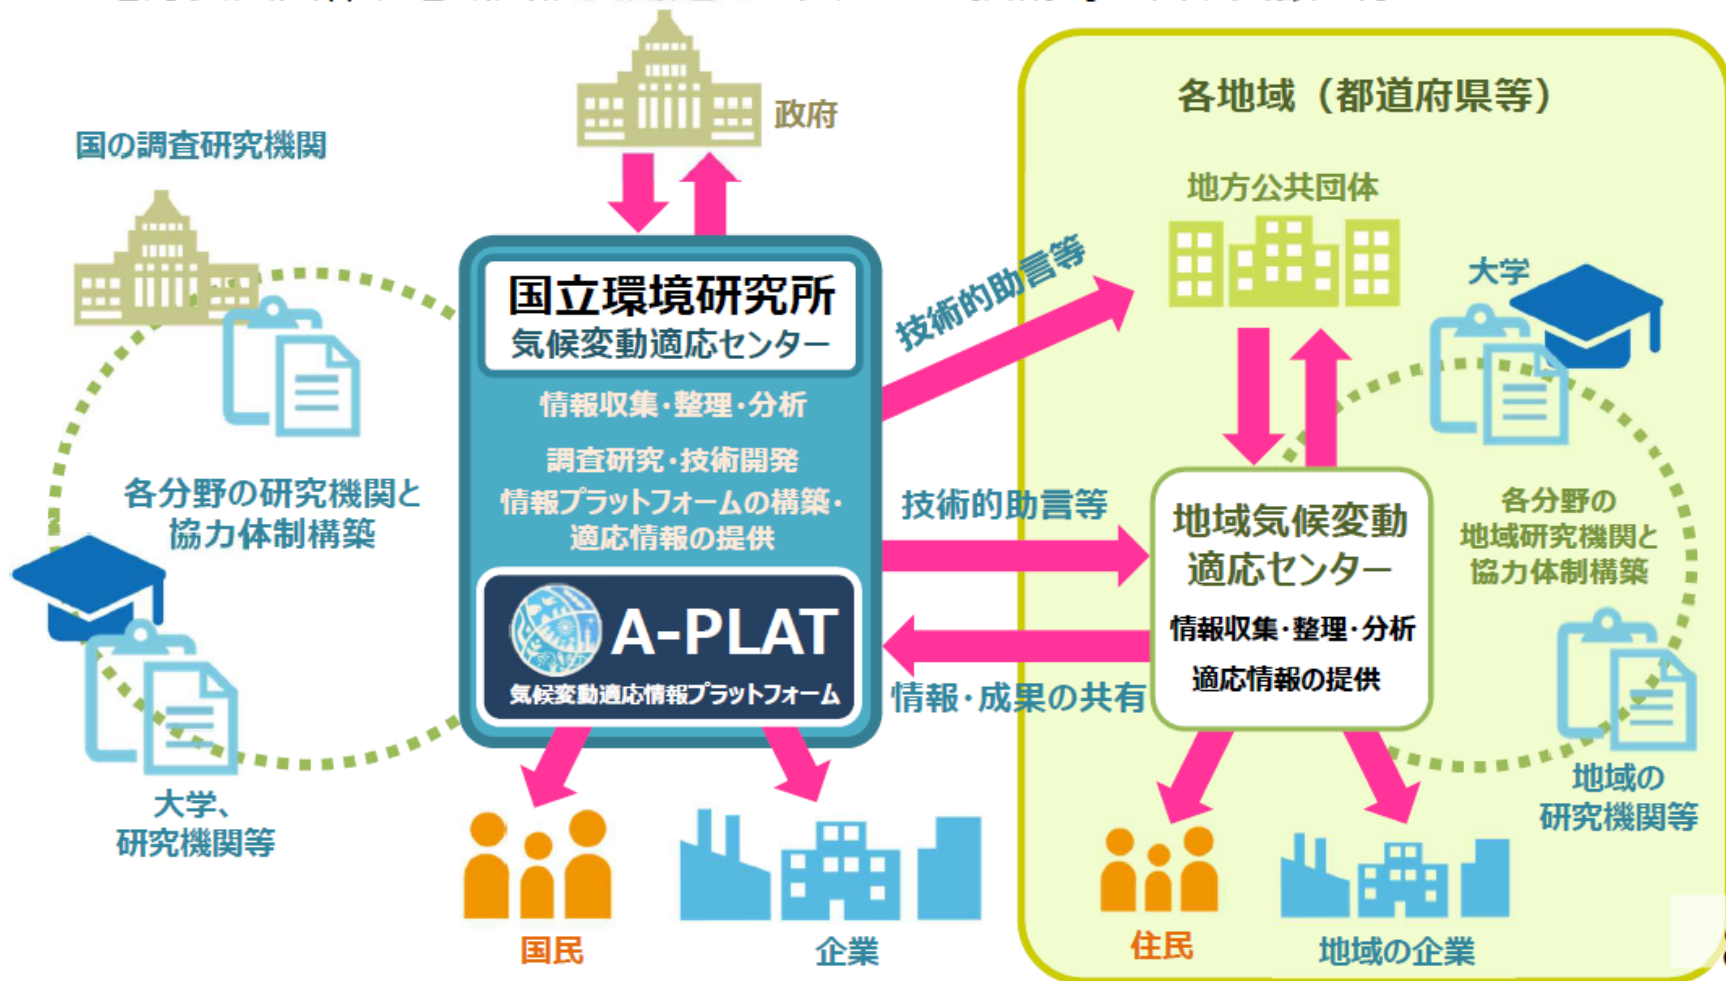 政府
国の調査研究機関
国立環境研究所
気候変動適応センター
情報収集・整理・分析
調査研究・技術開発
情報プラットフォームの構築・
適応情報の提供
A-PLAT
気候変動適応情報プラットフォーム
各分野の研究機関と
協力体制構築
大学、
研究機関等
国民
企業
技術的助言等
技術的助言等
情報・成果の共有
各地域（都道府県等）
地方公共団体
大学
地域気候変動
適応センター
情報収集・整理・分析
適応情報の提供
各分野の
地域研究機関と
協力体制構築
地域の
研究機関等
住民
地域の企業